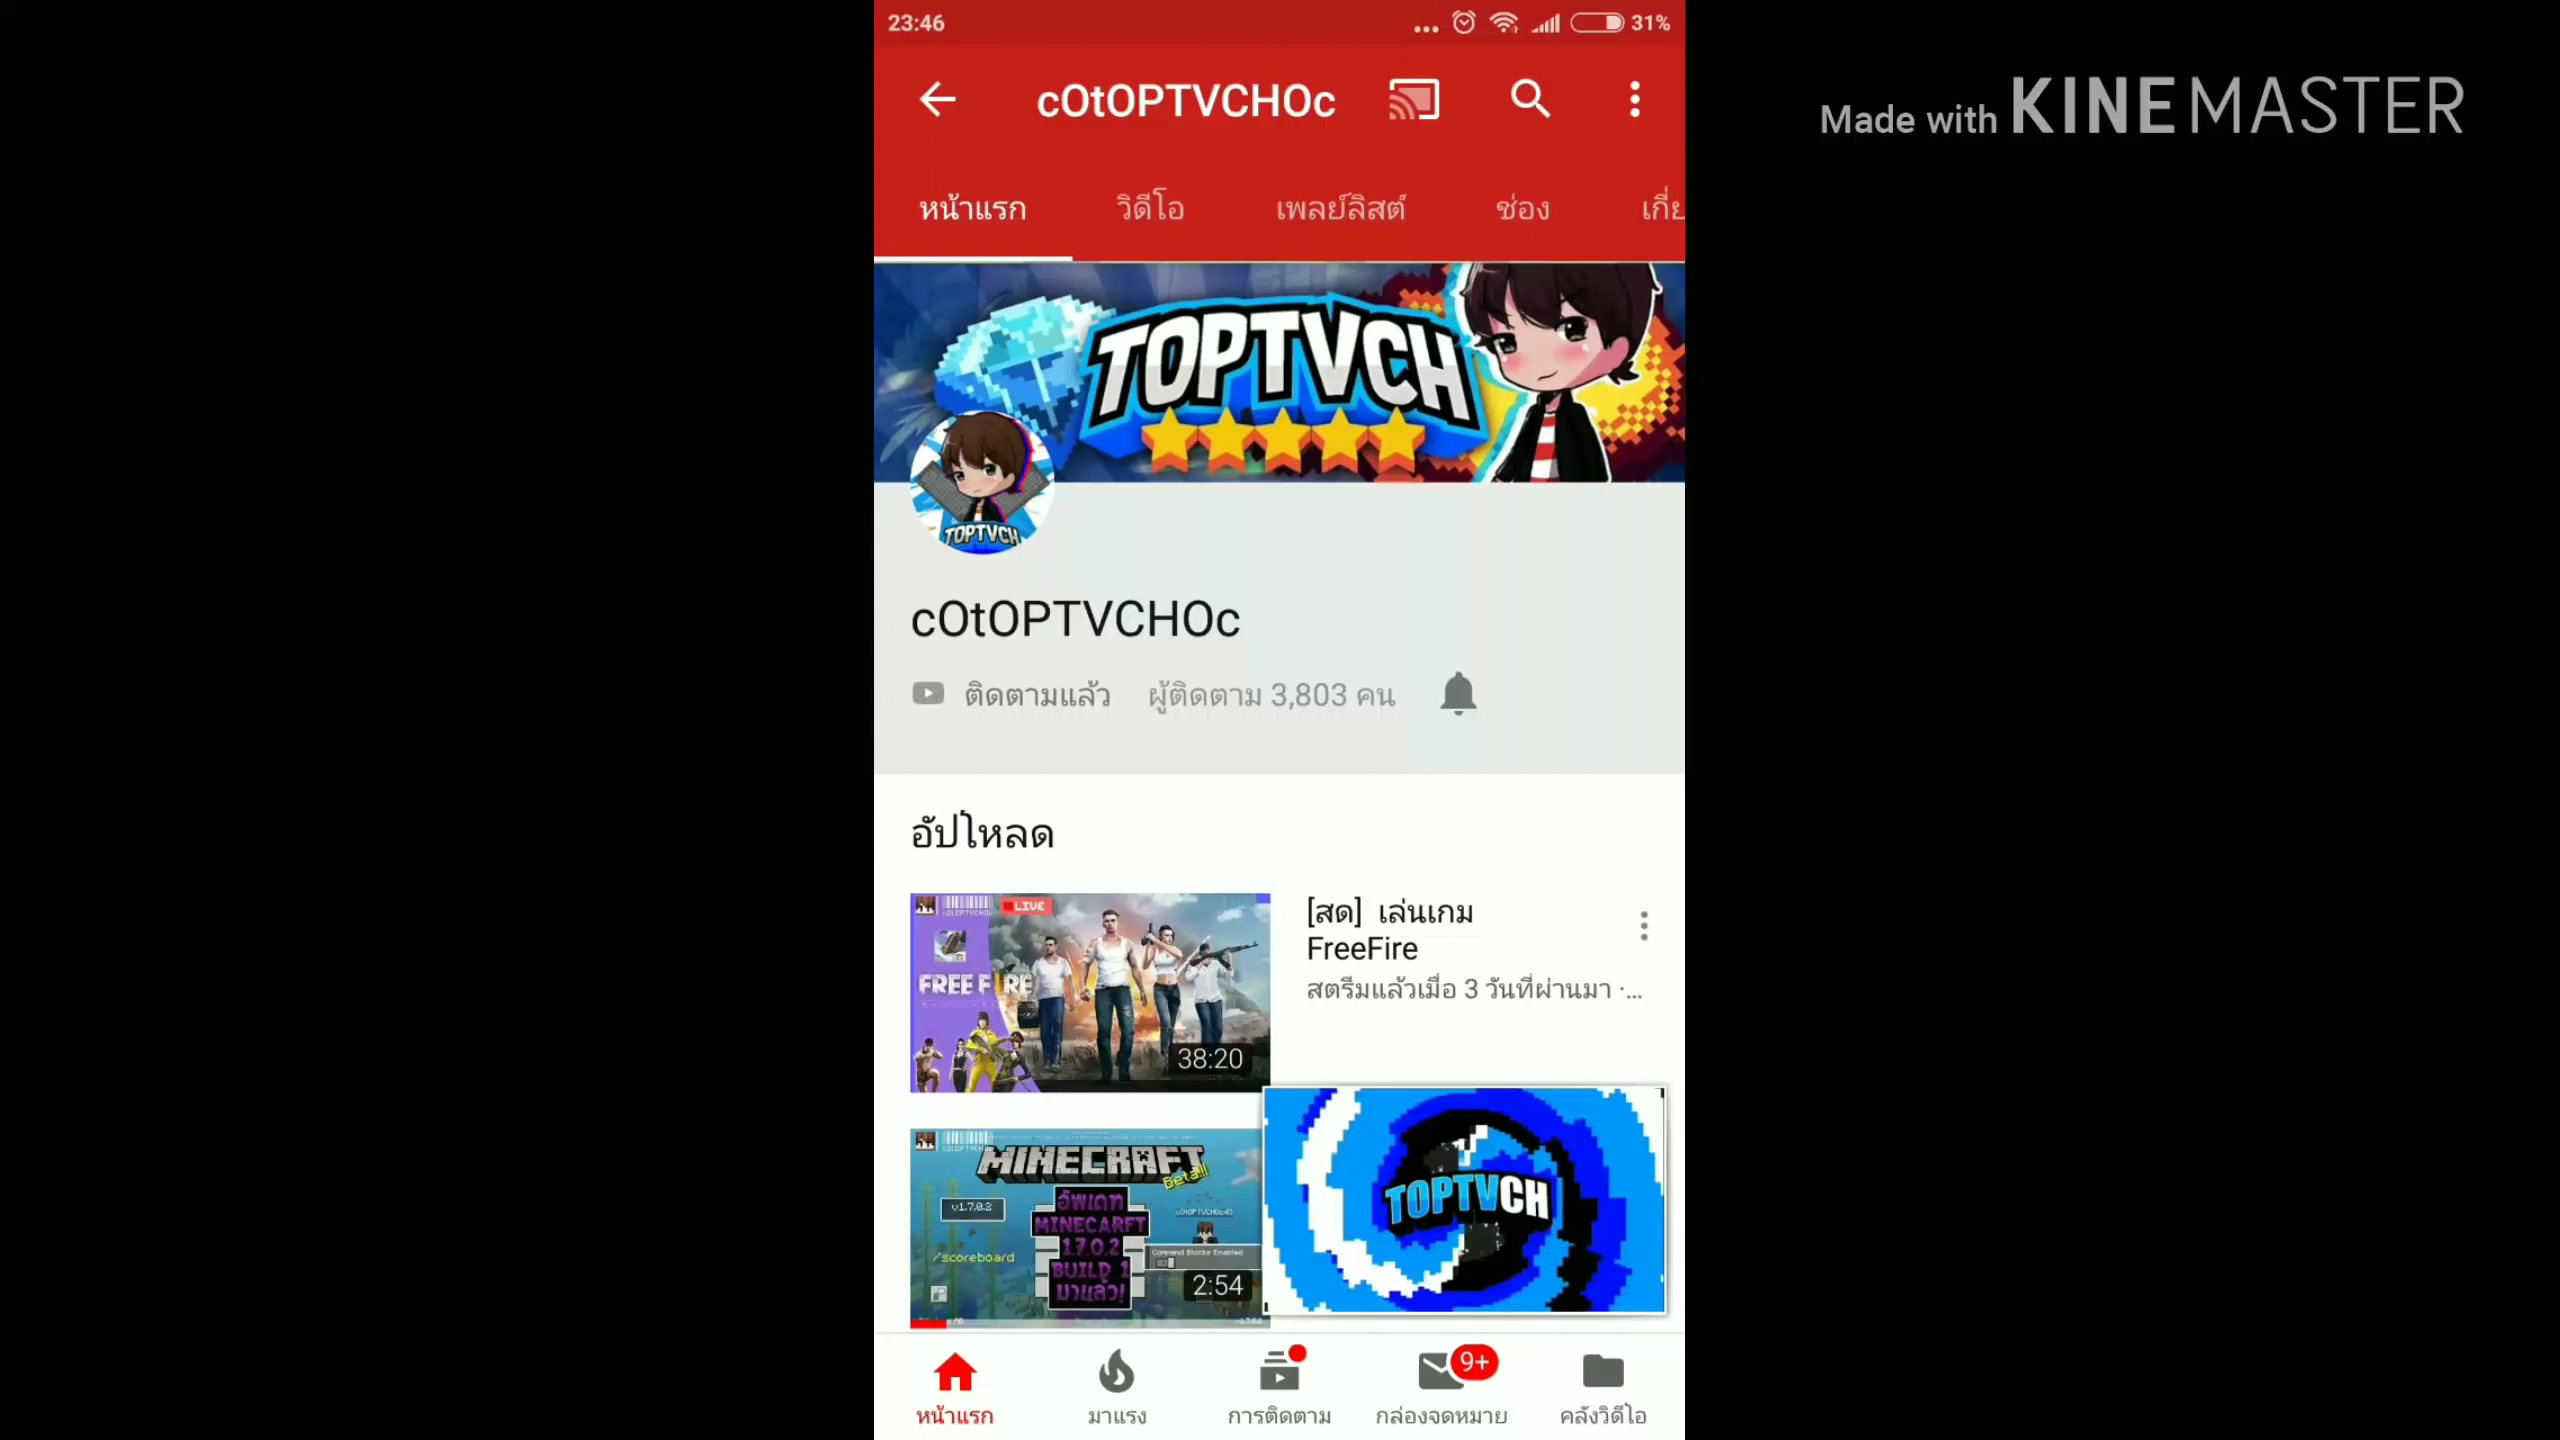 23:46
31%
cOtOPTVCHOc
Made with KINEMASTER
หน้าแรก
วิดีโอ
เพลย์ลิสต์
ช่อง
เกี่ย
TOPTVCH
TOPTVCH
cOtOPTVCHOc
ติดตามแล้ว
ผู้ติดตาม 3,803 คน
อัปโหลด
LIVE
FREE FIRE
38:20
[สด] เล่นเกม
FreeFire
สตรีมแล้วเมื่อ 3 วันที่ผ่านมา ·...
MINECRAFT
Beta!!!
v1.7.0.2
/scoreboard
อัพเดท
MINECARFT
1.7.0.2
BUILD 1
มาแล้ว!
Command Blocks Enabled
2:54
TOPTVCH
หน้าแรก
มาแรง
การติดตาม
9+
กล่องจดหมาย
คลังวิดีโอ